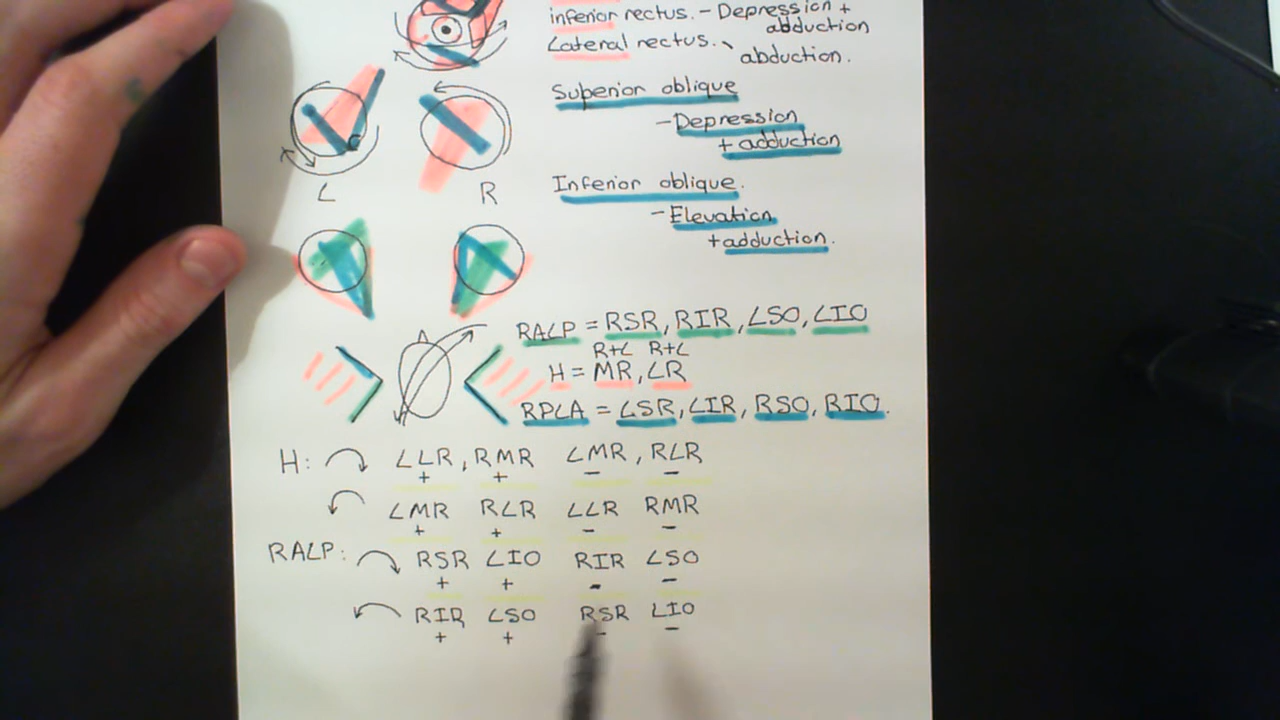 inferior rectus. - Depression +
abduction
Lateral rectus. \ abduction.
Superior oblique
- Depression
+ adduction
Inferior oblique.
- Elevation
+ adduction.
L R
RALP = RSR, RIR, LSO, LIO
R+L R+L
H = MR, LR
RPLA = LSR, LIR, RSO, RIO.
A
H: LLR, RMR LMR, RLR
+ + - -
LMR RLR LLR RMR
+ + - -
RALP: RSR LIO RIR LSO
+ + - -
RIR LSO RSR LIO
+ + - -